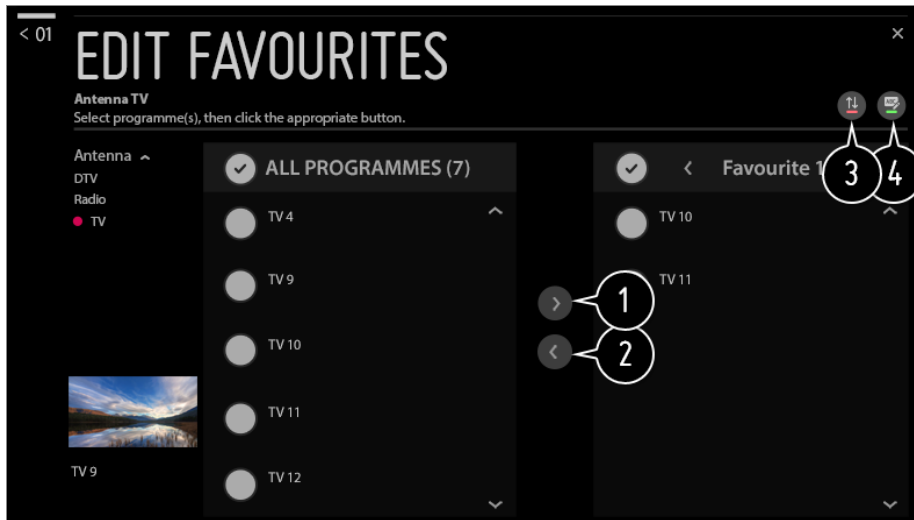 < 01
EDIT FAVOURITES
Antenna TV
Select programme(s), then click the appropriate button.
3
4
Antenna
DTV
Radio
TV
ALL PROGRAMMES (7)
TV 4
TV 9
TV 10
TV 11
TV 12
Favourite 1
TV 10
TV 11
1
2
TV 9